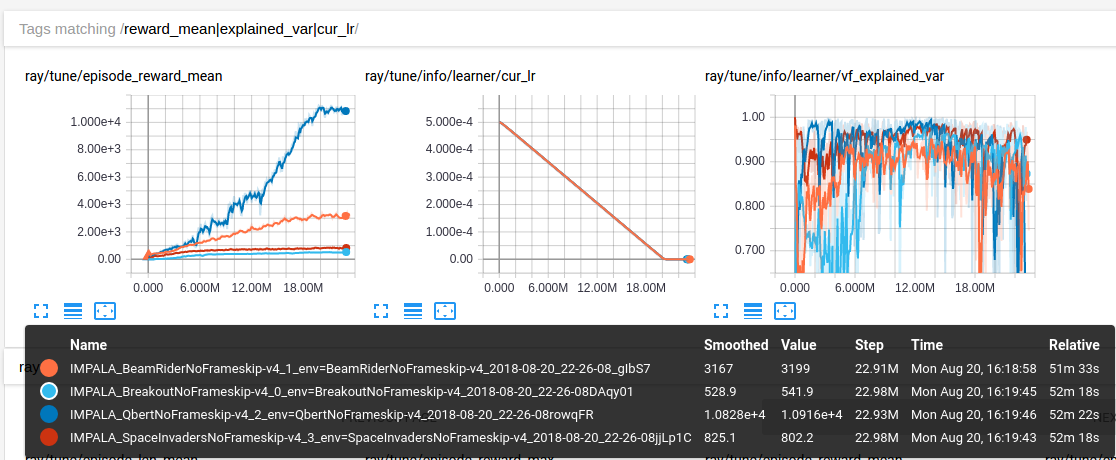 Tags matching /reward_mean|explained_var|cur_lr/
ray/tune/episode_reward_mean
1.000e+4
8.00e+3
6.00e+3
4.00e+3
2.00e+3
0.00
0.000 6.000M 12.00M 18.00M
ray/tune/info/learner/cur_lr
5.000e-4
4.000e-4
3.000e-4
2.000e-4
1.000e-4
0.00
0.000 6.000M 12.00M 18.00M
ray/tune/info/learner/vf_explained_var
1.00
0.900
0.800
0.700
0.000 6.000M 12.00M 18.00M
ray
Name Smoothed Value Step Time Relative
IMPALA_BeamRiderNoFrameskip-v4_1_env=BeamRiderNoFrameskip-v4_2018-08-20_22-26-08_glbS7 3167 3199 22.91M Mon Aug 20, 16:18:58 51m 33s
IMPALA_BreakoutNoFrameskip-v4_0_env=BreakoutNoFrameskip-v4_2018-08-20_22-26-08DAqy01 528.9 541.9 22.98M Mon Aug 20, 16:19:46 52m 18s
IMPALA_QbertNoFrameskip-v4_2_env=QbertNoFrameskip-v4_2018-08-20_22-26-08rowqFR 1.0828e+4 1.0916e+4 22.93M Mon Aug 20, 16:19:46 52m 22s
IMPALA_SpaceInvadersNoFrameskip-v4_3_env=SpaceInvadersNoFrameskip-v4_2018-08-20_22-26-08jjLp1C 825.1 802.2 22.98M Mon Aug 20, 16:19:43 52m 18s